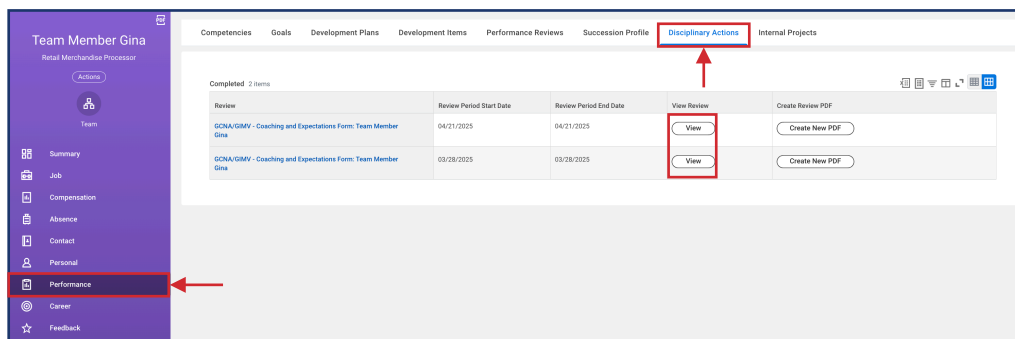 Team Member Gina
Retail Merchandise Processor
Actions
Team
Summary
Job
Compensation
Absence
Contact
Personal
Performance
Career
Feedback
Competencies Goals Development Plans Development Items Performance Reviews Succession Profile Disciplinary Actions Internal Projects
Completed 2 items
Review Review Period Start Date Review Period End Date View Review Create Review PDF
GCNA/GIMV - Coaching and Expectations Form: Team Member
Gina
04/21/2025 04/21/2025 View Create New PDF
GCNA/GIMV - Coaching and Expectations Form: Team Member
Gina
03/28/2025 03/28/2025 View Create New PDF